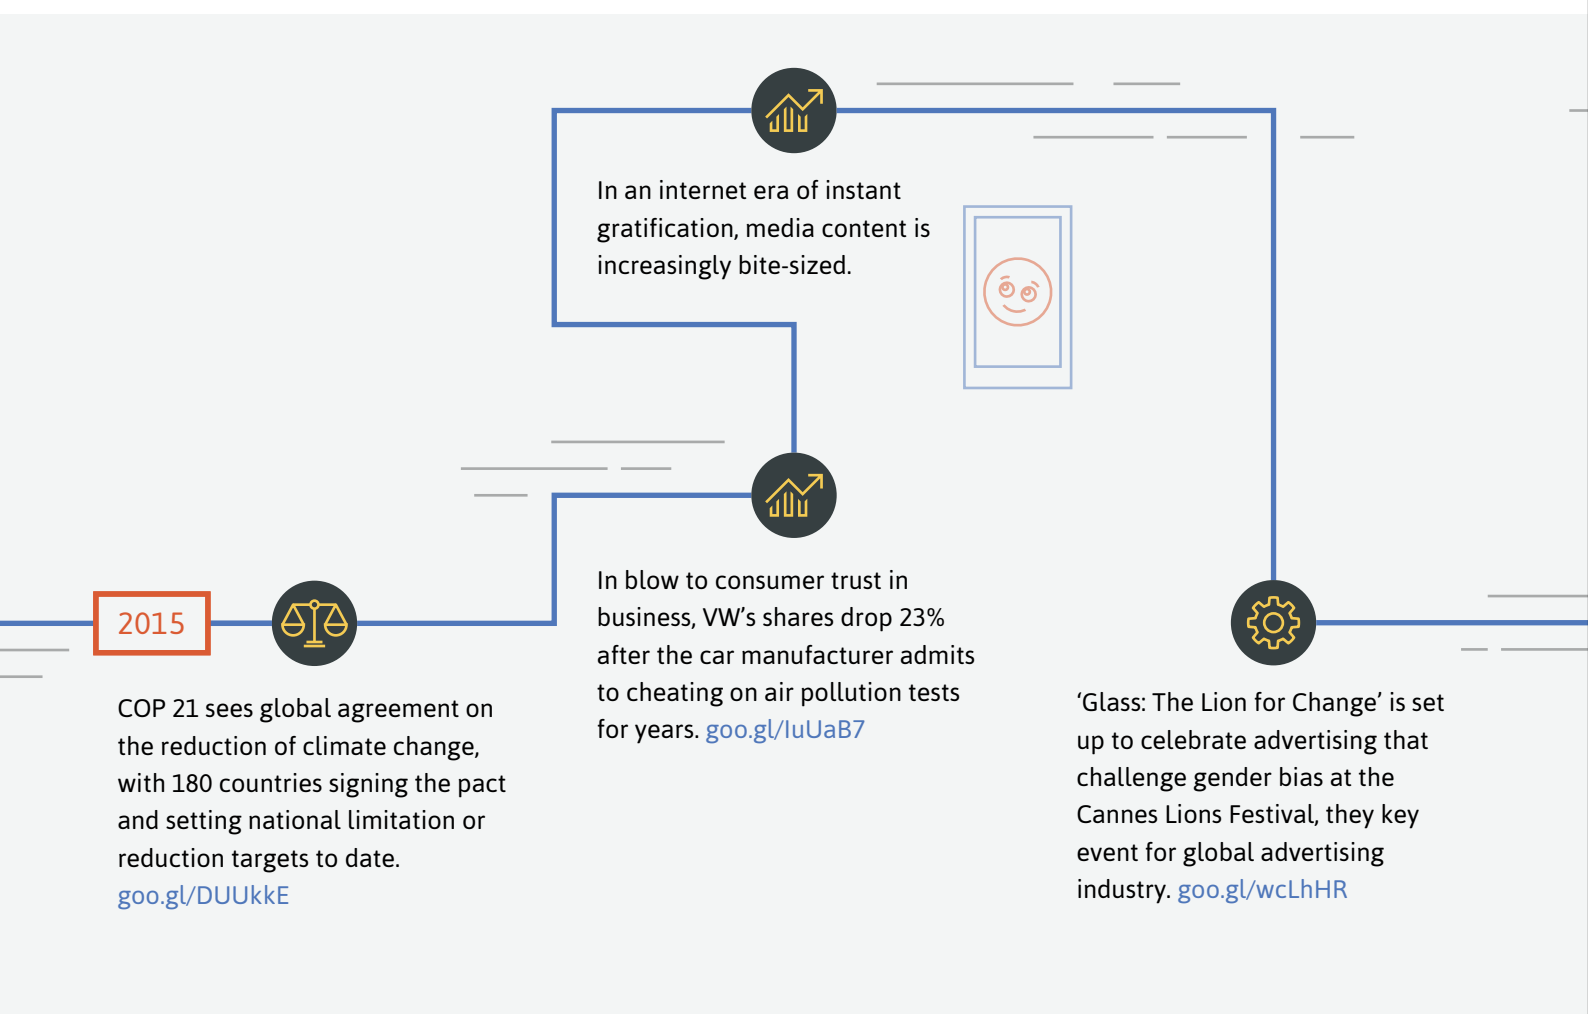 2015
COP 21 sees global agreement on
the reduction of climate change,
with 180 countries signing the pact
and setting national limitation or
reduction targets to date.
goo.gl/DUUkkE
In blow to consumer trust in
business, VW’s shares drop 23%
after the car manufacturer admits
to cheating on air pollution tests
for years. goo.gl/IuUaB7
In an internet era of instant
gratification, media content is
increasingly bite-sized.
‘Glass: The Lion for Change’ is set
up to celebrate advertising that
challenge gender bias at the
Cannes Lions Festival, they key
event for global advertising
industry. goo.gl/wcLhHR